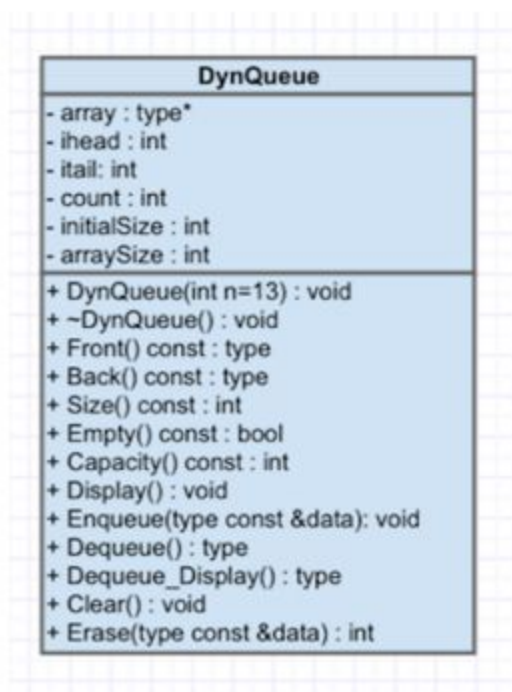 DynQueue
- array : type*
- ihead : int
- itail: int
- count : int
- initialSize : int
- arraySize : int
+ DynQueue(int n=13) : void
+ ~DynQueue() : void
+ Front() const : type
+ Back() const : type
+ Size() const : int
+ Empty() const : bool
+ Capacity() const : int
+ Display() : void
+ Enqueue(type const &data): void
+ Dequeue() : type
+ Dequeue_Display() : type
+ Clear() : void
+ Erase(type const &data) : int